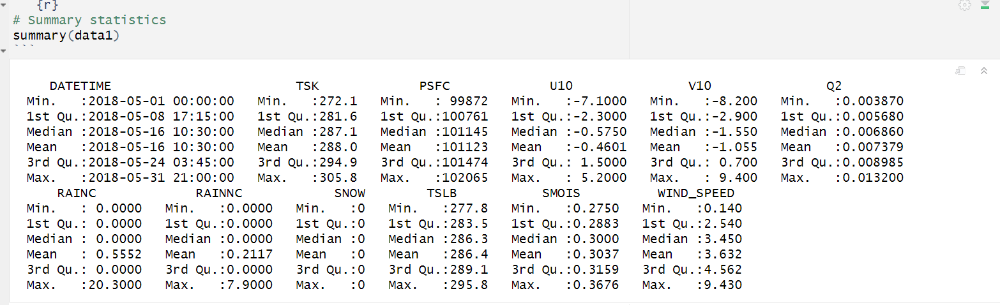 {r}
# Summary statistics
summary(data1)
```
DATETIME TSK PSFC U10 V10 Q2
Min. :2018-05-01 00:00:00 Min. :272.1 Min. : 99872 Min. :-7.1000 Min. :-8.200 Min. :0.003870
1st Qu.:2018-05-08 17:15:00 1st Qu.:281.6 1st Qu.:100761 1st Qu.:-2.3000 1st Qu.:-2.900 1st Qu.:0.005680
Median :2018-05-16 10:30:00 Median :287.1 Median :101145 Median :-0.5750 Median :-1.550 Median :0.006860
Mean :2018-05-16 10:30:00 Mean :288.0 Mean :101123 Mean :-0.4601 Mean :-1.055 Mean :0.007379
3rd Qu.:2018-05-24 03:45:00 3rd Qu.:294.9 3rd Qu.:101474 3rd Qu.: 1.5000 3rd Qu.: 0.700 3rd Qu.:0.008985
Max. :2018-05-31 21:00:00 Max. :305.8 Max. :102065 Max. : 5.2000 Max. : 9.400 Max. :0.013200
RAINC RAINNC SNOW TSLB SMOIS WIND_SPEED
Min. : 0.0000 Min. :0.0000 Min. :0 Min. :277.8 Min. :0.2750 Min. :0.140
1st Qu.: 0.0000 1st Qu.:0.0000 1st Qu.:0 1st Qu.:283.5 1st Qu.:0.2883 1st Qu.:2.540
Median : 0.0000 Median :0.0000 Median :0 Median :286.3 Median :0.3000 Median :3.450
Mean : 0.5552 Mean :0.2117 Mean :0 Mean :286.4 Mean :0.3037 Mean :3.632
3rd Qu.: 0.0000 3rd Qu.:0.0000 3rd Qu.:0 3rd Qu.:289.1 3rd Qu.:0.3159 3rd Qu.:4.562
Max. :20.3000 Max. :7.9000 Max. :0 Max. :295.8 Max. :0.3676 Max. :9.430